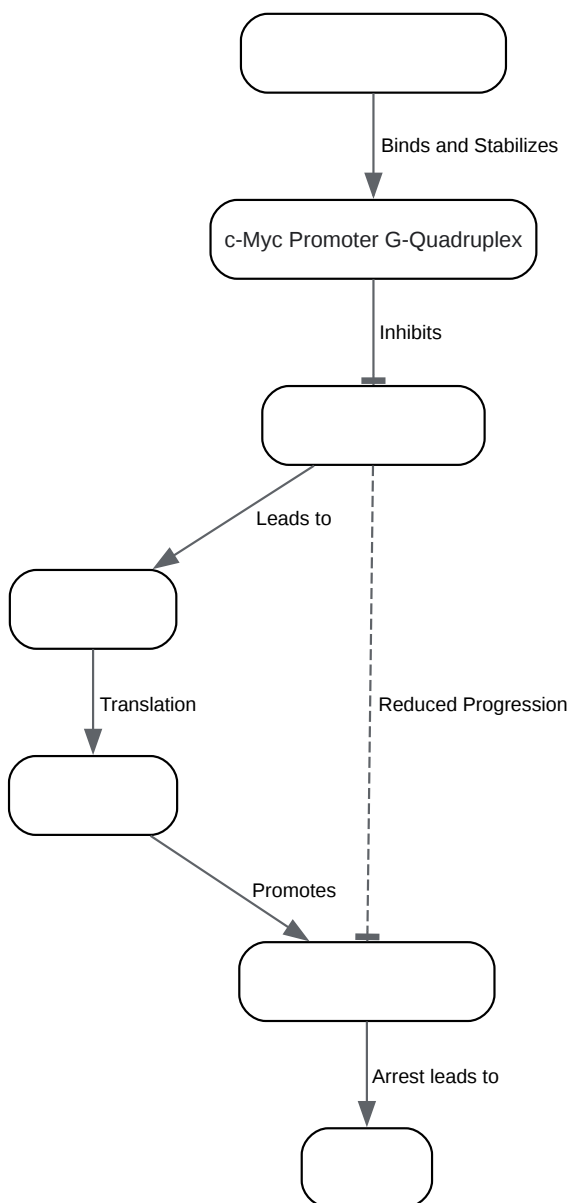 Binds and Stabilizes
c-Myc Promoter G-Quadruplex
Inhibits
Leads to
Translation
Reduced Progression
Promotes
Arrest leads to